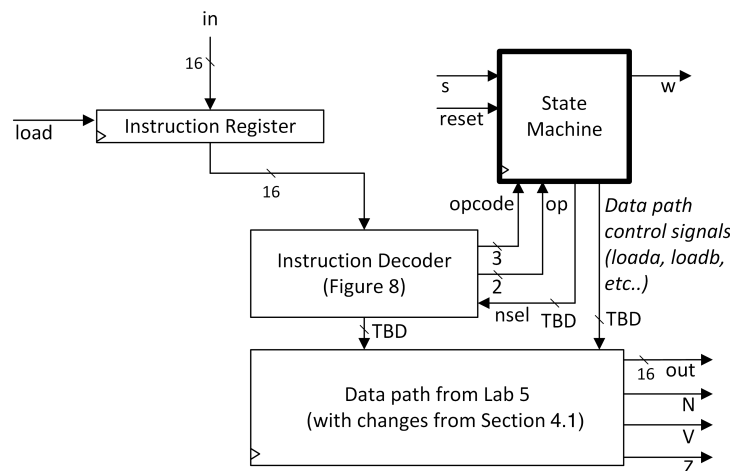 in
16
load
Instruction Register
16
s
reset
State
Machine
w
opcode
op
Data path
control signals
(loada, loadb,
etc..)
Instruction Decoder
(Figure 8)
3
2
nsel
TBD
TBD
TBD
Data path from Lab 5
(with changes from Section 4.1)
16
out
N
V
Z